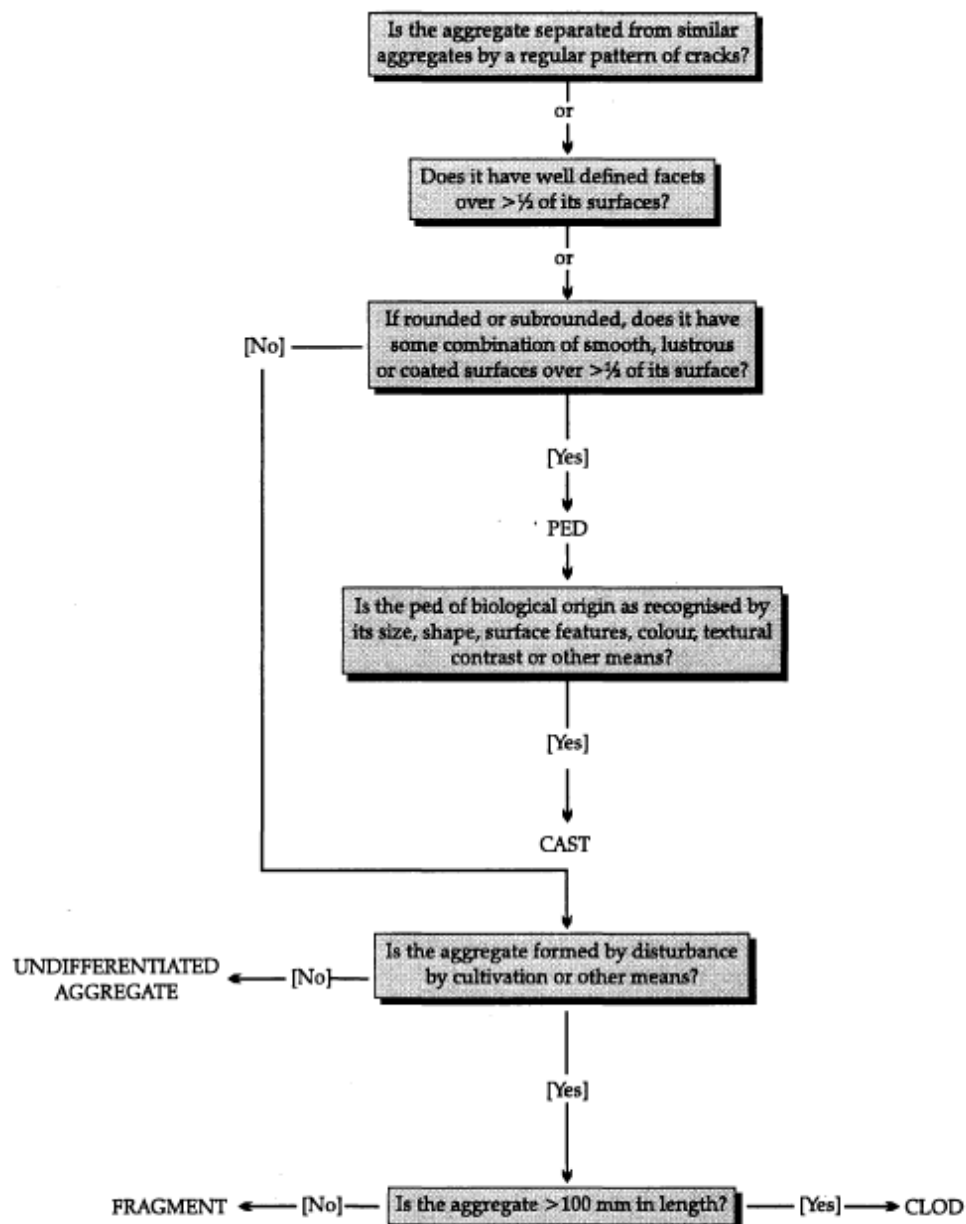 Is the aggregate separated from similar
aggregates by a regular pattern of cracks?
or
Does it have well defined facets
over >⅓ of its surfaces?
or
If rounded or subrounded, does it have
some combination of smooth, lustrous
or coated surfaces over >⅓ of its surface?
[No]
[Yes]
PED
Is the ped of biological origin as recognised by
its size, shape, surface features, colour, textural
contrast or other means?
[Yes]
CAST
Is the aggregate formed by disturbance
by cultivation or other means?
[No]
UNDIFFERENTIATED
AGGREGATE
[Yes]
FRAGMENT
[No]
Is the aggregate >100 mm in length?
[Yes]
CLOD